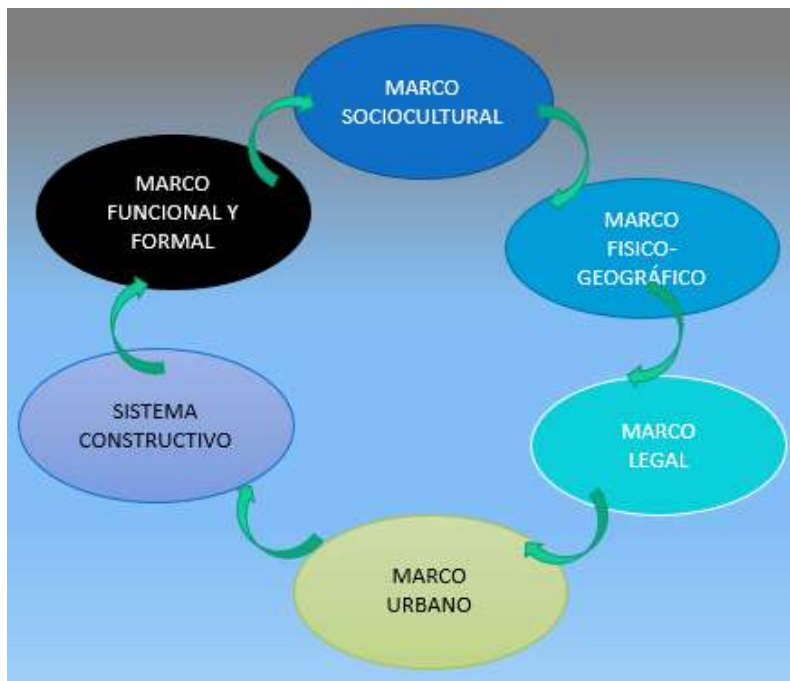 MARCO
SOCIOCULTURAL
MARCO
FISICO-
GEOGRÁFICO
MARCO
LEGAL
MARCO
URBANO
SISTEMA
CONSTRUCTIVO
MARCO
FUNCIONAL Y
FORMAL